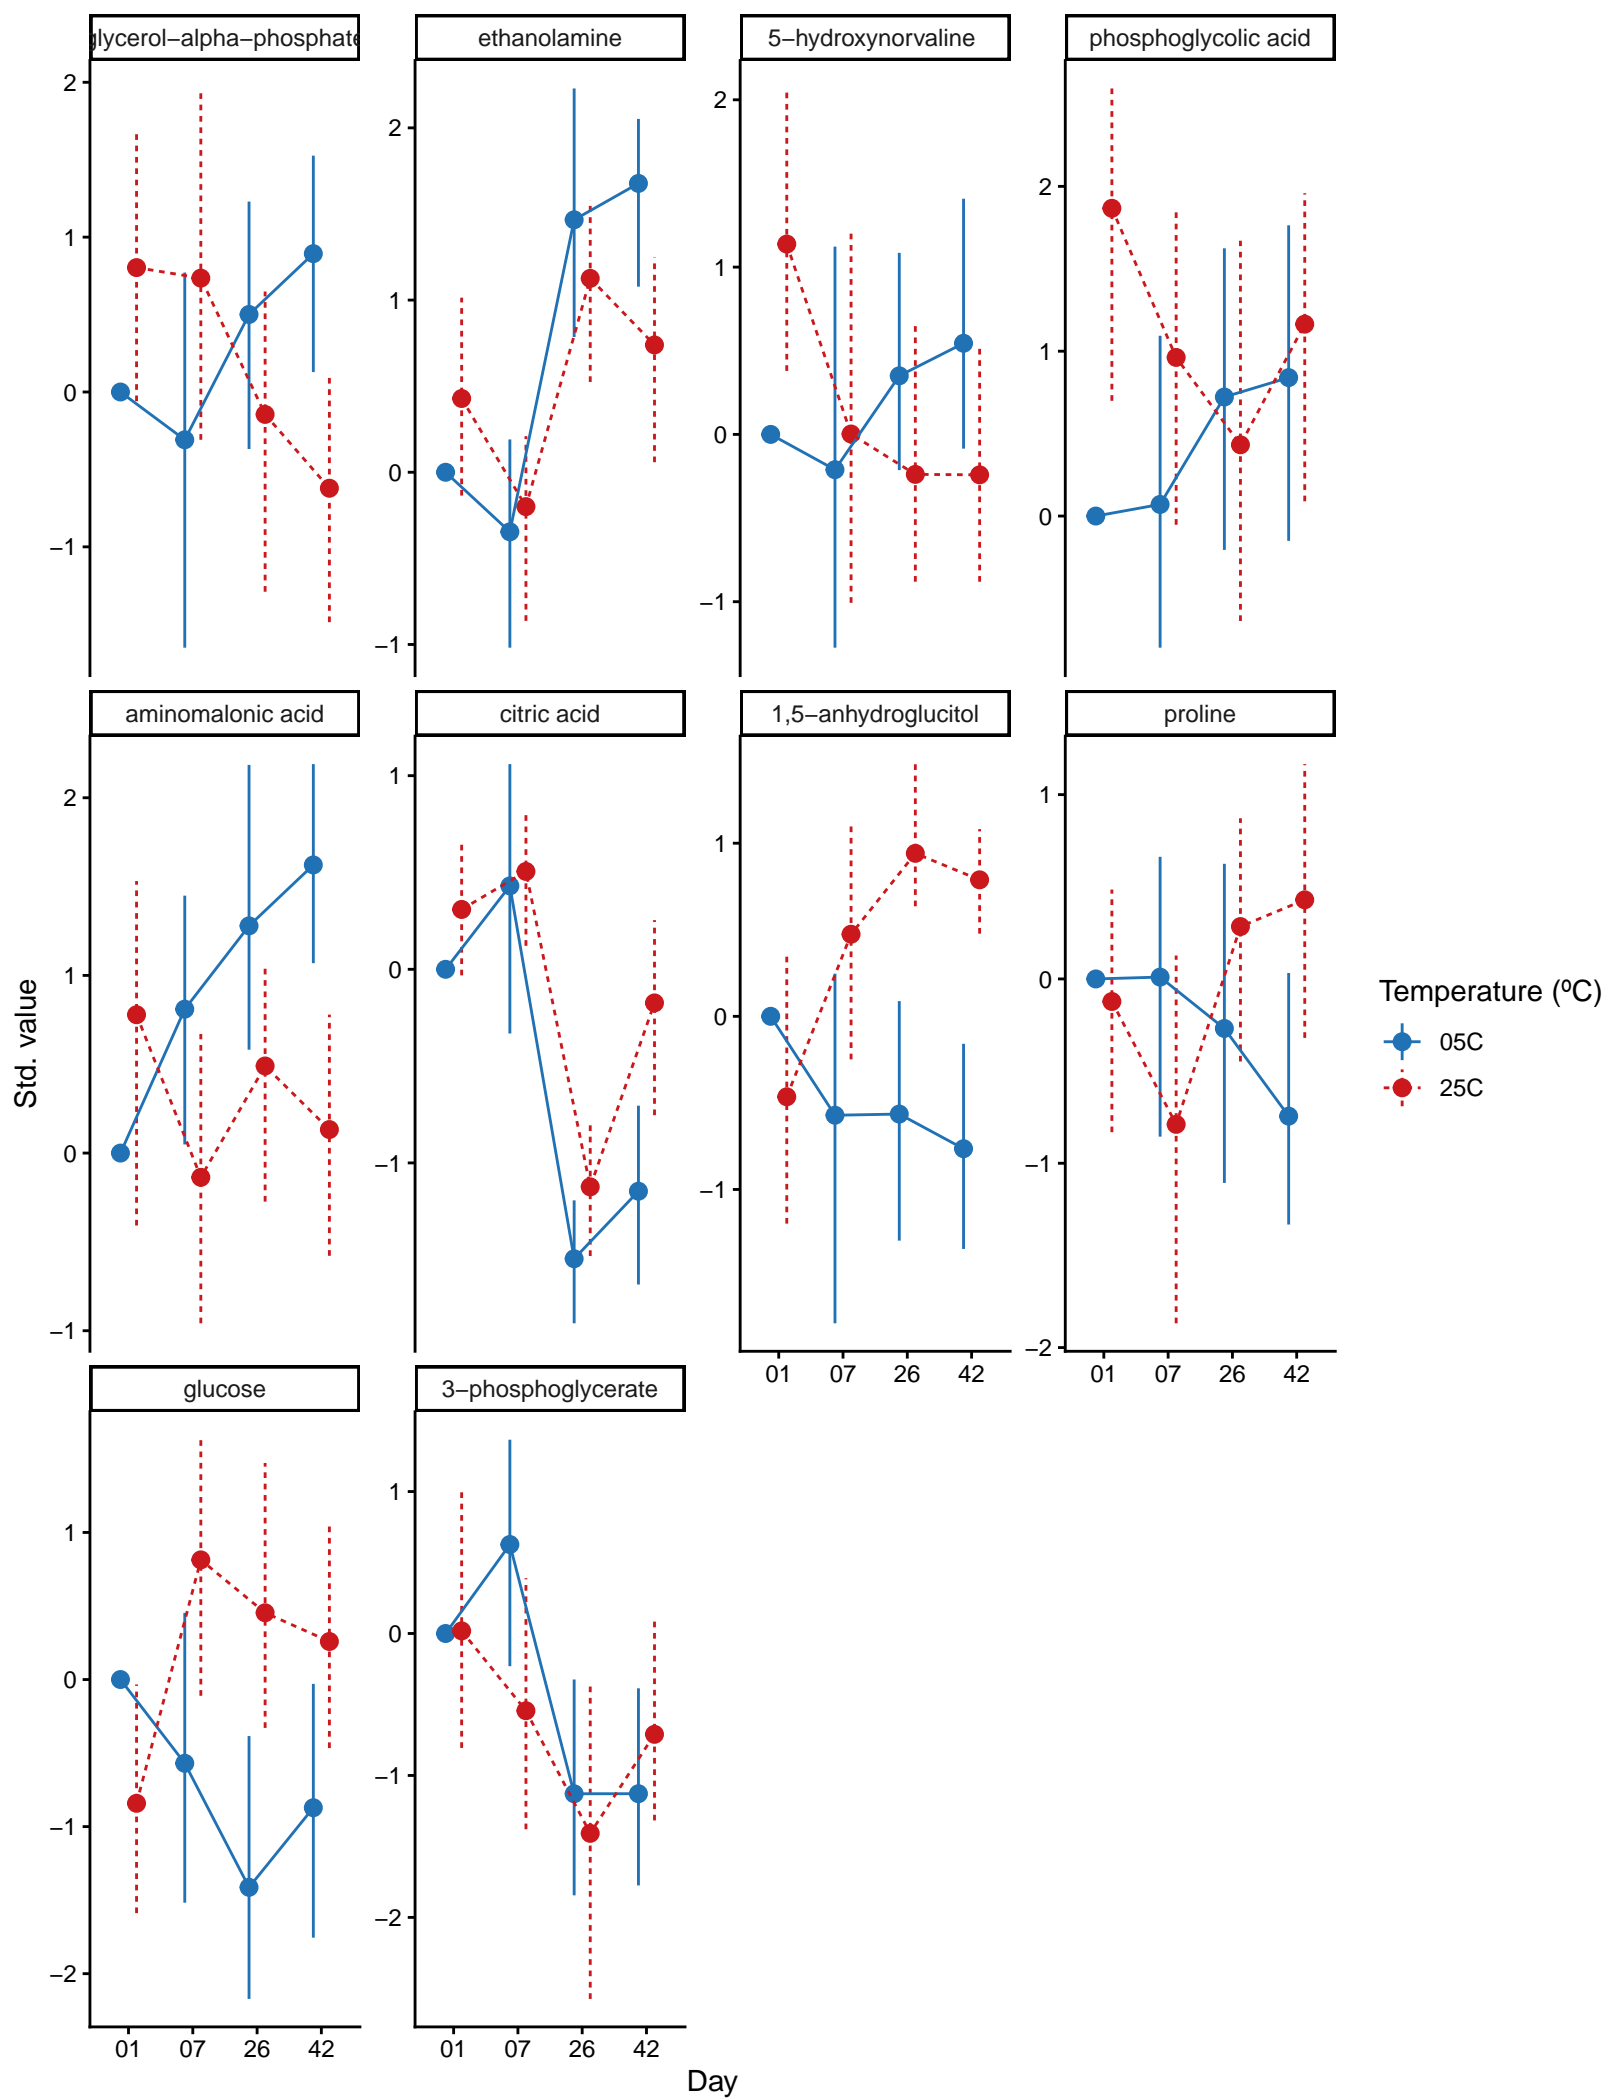 glycerol−alpha−phosphate
ethanolamine
5−hydroxynorvaline
phosphoglycolic acid
2
1
0
−1
2
1
0
−1
2
1
0
−1
2
1
0
aminomalonic acid
citric acid
1,5−anhydroglucitol
proline
2
1
0
−1
1
0
−1
1
0
−1
1
0
−1
−2
01 07 26 42
01 07 26 42
glucose
3−phosphoglycerate
1
0
−1
−2
1
0
−1
−2
01 07 26 42
01 07 26 42
Day
Std. value
Temperature (ºC)
05C
25C